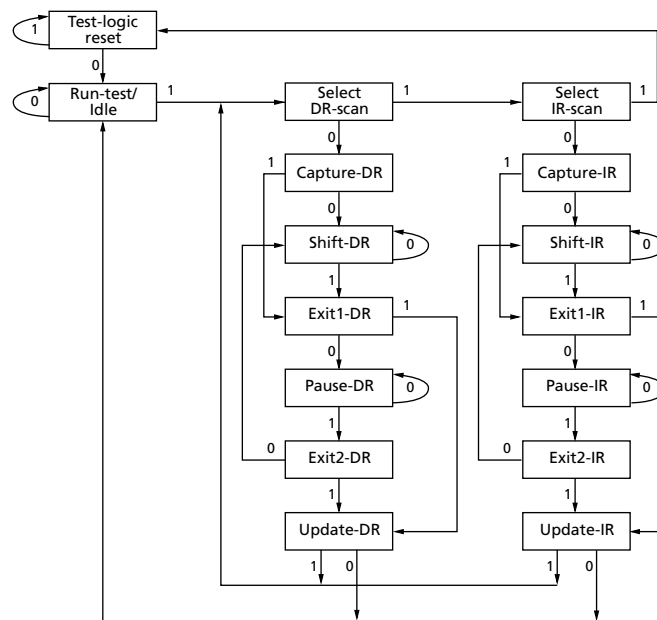 Test-logic
reset
1
0
Run-test/
Idle
0
1
Select
DR-scan
1
Select
IR-scan
1
0
0
1
Capture-DR
1
Capture-IR
0
0
Shift-DR
0
Shift-IR
0
1
1
Exit1-DR
1
Exit1-IR
1
0
0
Pause-DR
0
Pause-IR
0
1
1
0
Exit2-DR
0
Exit2-IR
1
1
Update-DR
Update-IR
1
0
1
0